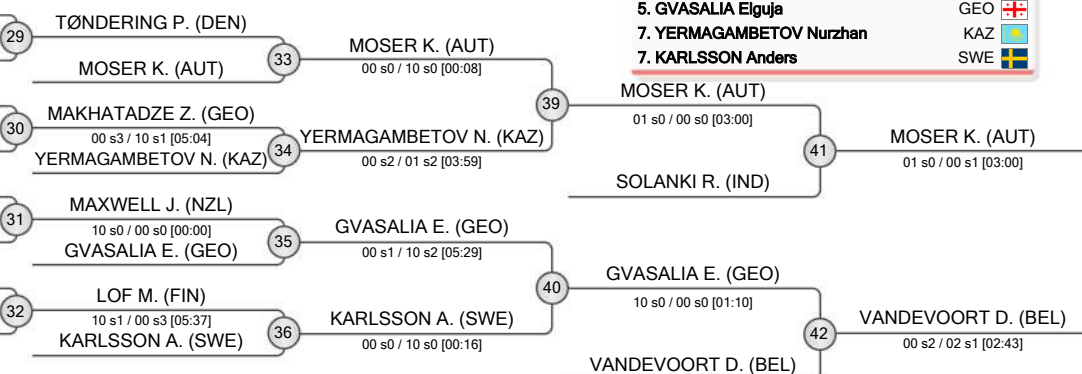 5. GVASALIA Elguja GEO
7. YERMAGAMBETOV Nurzhan KAZ
7. KARLSSON Anders SWE
29
TØNDERING P. (DEN)
MOSER K. (AUT)
33
MOSER K. (AUT)
00 s0 / 10 s0 [00:08]
30
MAKHATADZE Z. (GEO)
00 s3 / 10 s1 [05:04]
YERMAGAMBETOV N. (KAZ)
34
YERMAGAMBETOV N. (KAZ)
00 s2 / 01 s2 [03:59]
39
MOSER K. (AUT)
01 s0 / 00 s0 [03:00]
SOLANKI R. (IND)
41
MOSER K. (AUT)
01 s0 / 00 s1 [03:00]
31
MAXWELL J. (NZL)
10 s0 / 00 s0 [00:00]
GVASALIA E. (GEO)
35
GVASALIA E. (GEO)
00 s1 / 10 s2 [05:29]
32
LOF M. (FIN)
10 s1 / 00 s3 [05:37]
KARLSSON A. (SWE)
36
KARLSSON A. (SWE)
00 s0 / 10 s0 [00:16]
40
GVASALIA E. (GEO)
10 s0 / 00 s0 [01:10]
VANDEVOORT D. (BEL)
42
VANDEVOORT D. (BEL)
00 s2 / 02 s1 [02:43]